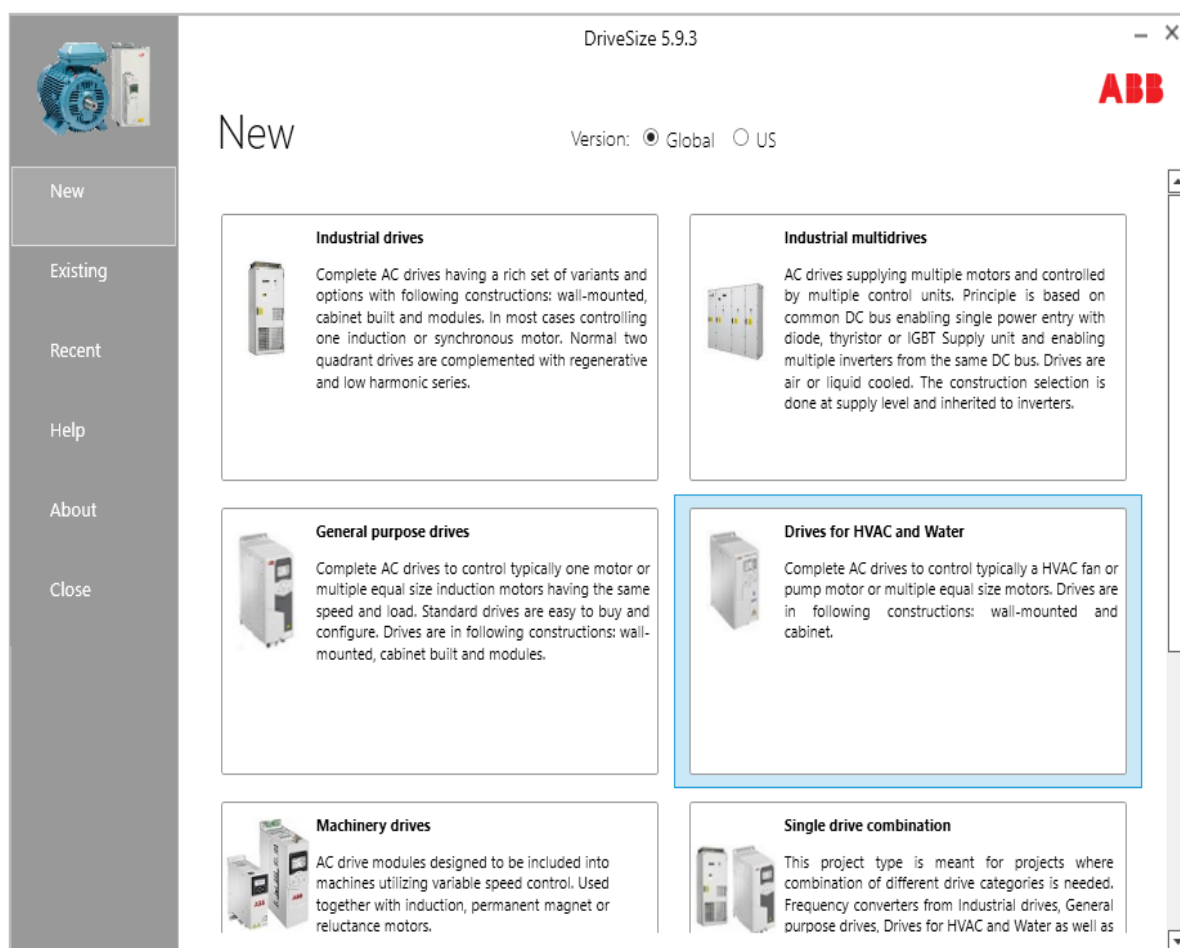 DriveSize 5.9.3
ABB
New
Version: Global US
New
Existing
Recent
Help
About
Close
Industrial drives
Complete AC drives having a rich set of variants and
options with following constructions: wall-mounted,
cabinet built and modules. In most cases controlling
one induction or synchronous motor. Normal two
quadrant drives are complemented with regenerative
and low harmonic series.
Industrial multidrives
AC drives supplying multiple motors and controlled
by multiple control units. Principle is based on
common DC bus enabling single power entry with
diode, thyristor or IGBT Supply unit and enabling
multiple inverters from the same DC bus. Drives are
air or liquid cooled. The construction selection is
done at supply level and inherited to inverters.
General purpose drives
Complete AC drives to control typically one motor or
multiple equal size induction motors having the same
speed and load. Standard drives are easy to buy and
configure. Drives are in following constructions: wall-
mounted, cabinet built and modules.
Drives for HVAC and Water
Complete AC drives to control typically a HVAC fan or
pump motor or multiple equal size motors. Drives are
in following constructions: wall-mounted and
cabinet.
Machinery drives
AC drive modules designed to be included into
machines utilizing variable speed control. Used
together with induction, permanent magnet or
reluctance motors.
Single drive combination
This project type is meant for projects where
combination of different drive categories is needed.
Frequency converters from Industrial drives, General
purpose drives, Drives for HVAC and Water as well as